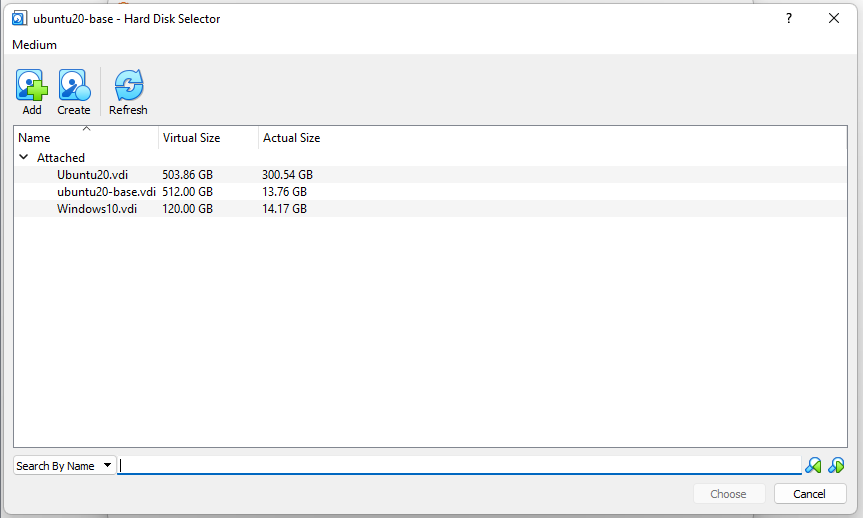 ubuntu20-base - Hard Disk Selector ?
Medium
Add Create Refresh
Name Virtual Size Actual Size
Attached
Ubuntu20.vdi 503.86 GB 300.54 GB
ubuntu20-base.vdi 512.00 GB 13.76 GB
Windows10.vdi 120.00 GB 14.17 GB
Search By Name
Choose Cancel